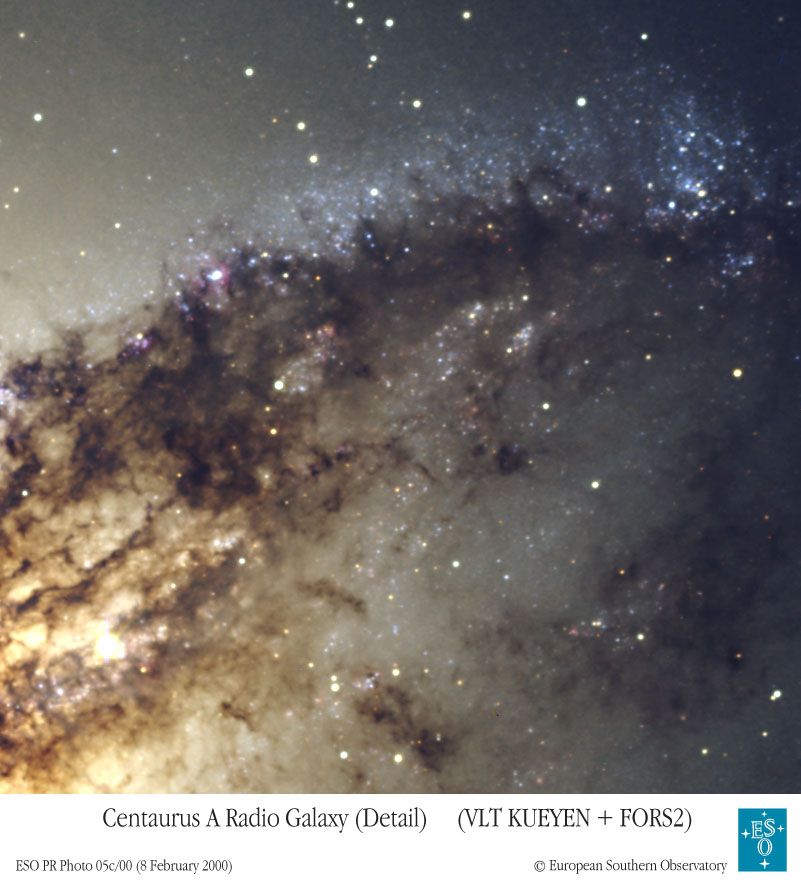 Centaurus A Radio Galaxy (Detail) (VLT KUEYEN + FORS2)
ESO PR Photo 05c/00 (8 February 2000) © European Southern Observatory
ESO